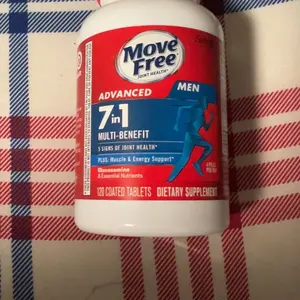 Move
Free
JOINT HEALTH*
ADVANCED
MEN
7in1
MULTI-BENEFIT
5 SIGNS OF JOINT HEALTH*
PLUS: Muscle & Energy Support*
Glucosamine
& Essential Nutrients
120 COATED TABLETS
DIETARY SUPPLEMENT